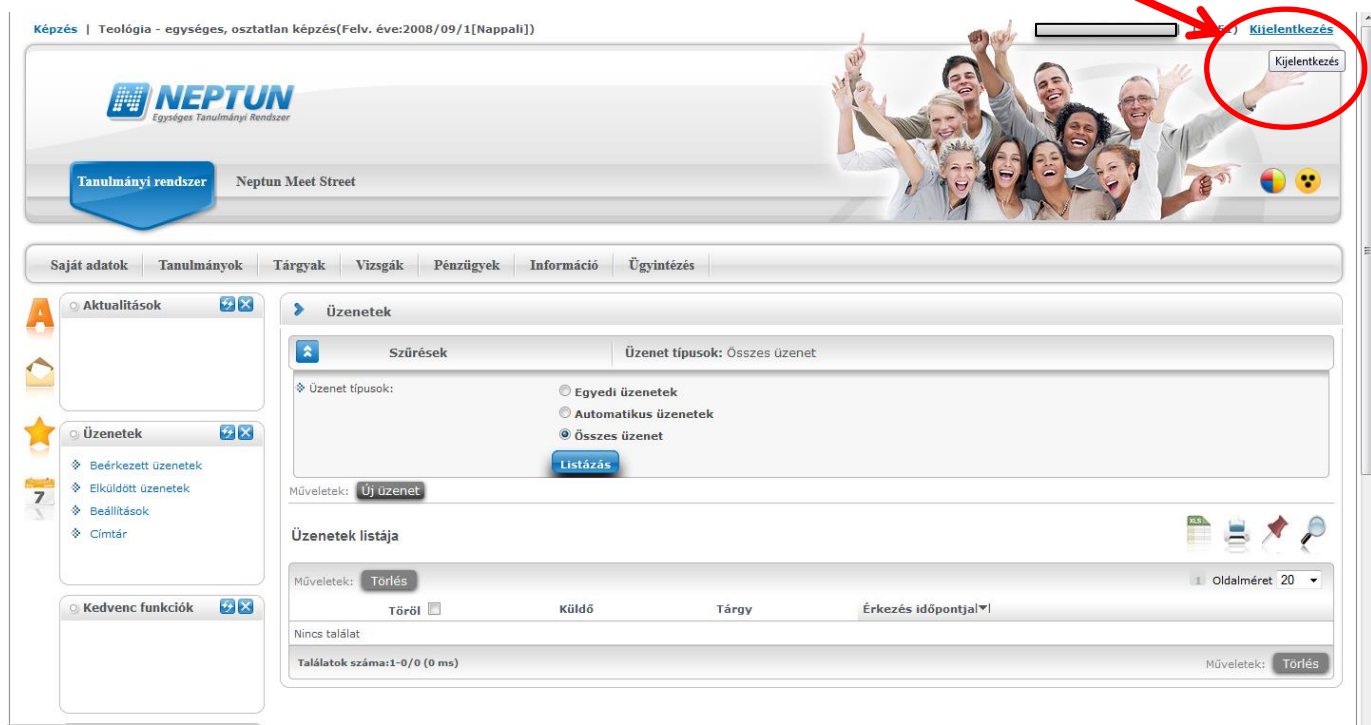 Képzés | Teológia - egységes, osztatlan képzés(Felv. éve:2008/09/1[Nappali])
Kijelentkezés
Kijelentkezés
NEPTUN
Egységes Tanulmányi Rendszer
Tanulmányi rendszer Neptun Meet Street
Saját adatok Tanulmányok Tárgyak Vizsgák Pénzügyek Információ Ügyintézés
A
Aktualitások
Üzenetek
Szűrések Üzenet típusok: Összes üzenet
Üzenet típusok:
Egyedi üzenetek
Automatikus üzenetek
Összes üzenet
Listázás
Üzenetek
Beérkezett üzenetek
Elküldött üzenetek
Beállítások
Címtár
7
Műveletek: Új üzenet
Üzenetek listája
XLS
Műveletek: Törlés
1 Oldalméret 20
Töröl Küldő Tárgy Érkezés időpontja
Nincs találat
Találatok száma:1-0/0 (0 ms)
Műveletek: Törlés
Kedvenc funkciók